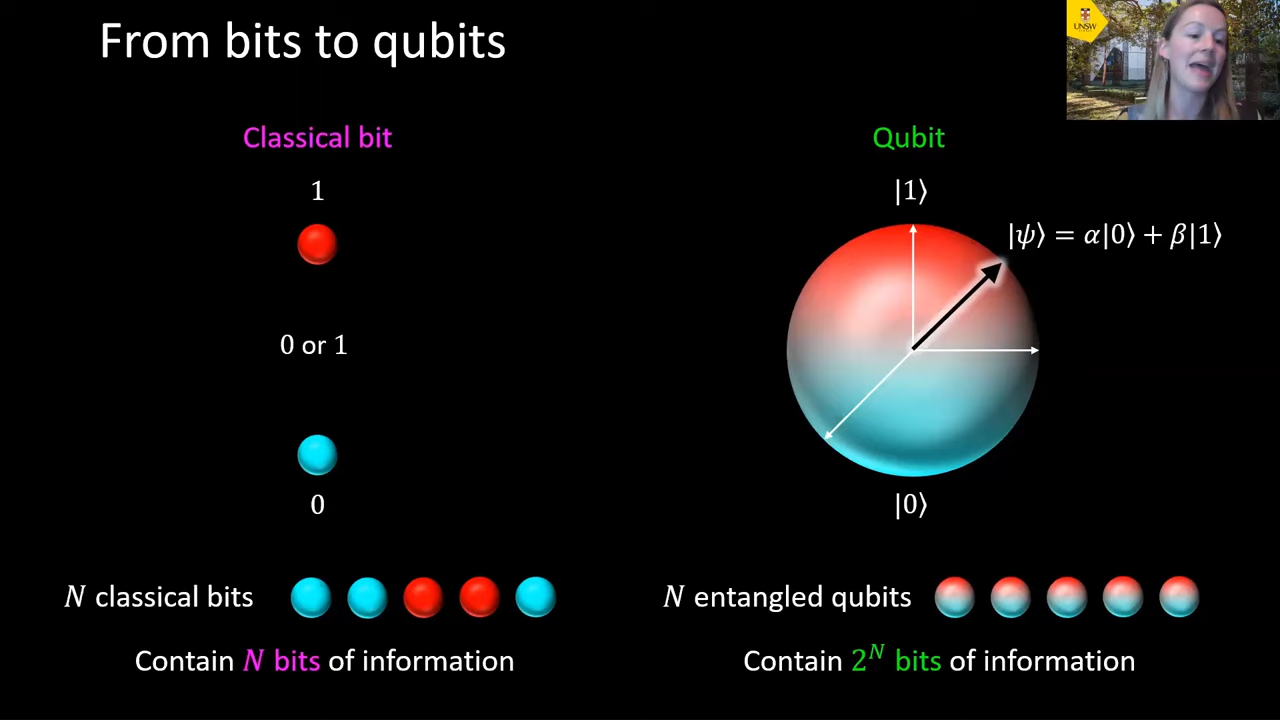 From bits to qubits
UNSW
Classical bit
1
0 or 1
0
N classical bits
Contain N bits of information
Qubit
|1⟩
|ψ⟩ = α|0⟩ + β|1⟩
|0⟩
N entangled qubits
Contain 2^N bits of information